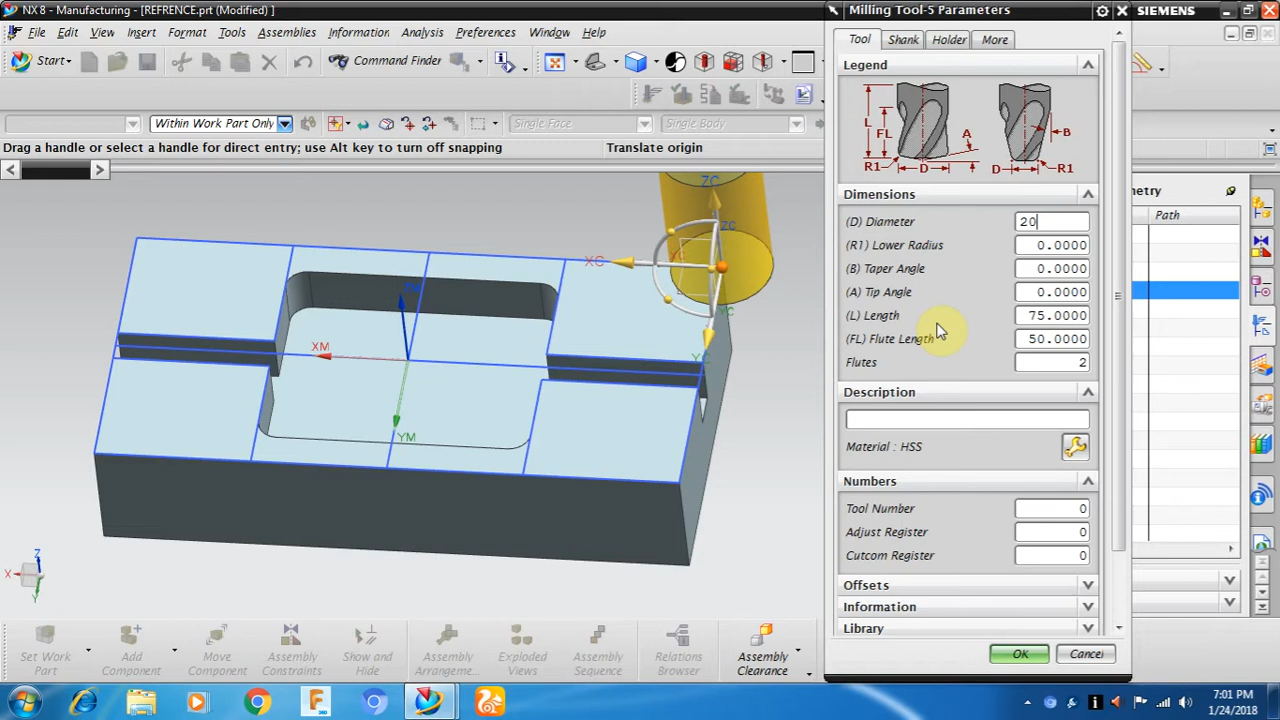 NX 8 - Manufacturing - [REFRENCE.prt (Modified) ]
Milling Tool-5 Parameters
SIEMENS
File Edit View Insert Format Tools Assemblies Information Analysis Preferences Window Help
Start
Command Finder
Within Work Part Only
Single Face
Single Body
Drag a handle or select a handle for direct entry; use Alt key to turn off snapping
Translate origin
Tool Shank Holder More
Legend
L FL R1 D A D R1 B
Dimensions
(D) Diameter 20
(R1) Lower Radius 0.0000
(B) Taper Angle 0.0000
(A) Tip Angle 0.0000
(L) Length 75.0000
(FL) Flute Length 50.0000
Flutes 2
Description
Material : HSS
Numbers
Tool Number 0
Adjust Register 0
Cutcom Register 0
Offsets
Information
Library
OK Cancel
metry Path
ZC
ZC
XC
YC
YC
XM
YM
Z
X
Y
Set Work Part
Add Component
Move Component
Assembly Constraints
Show and Hide
Assembly Arrangeme...
Exploded Views
Assembly Sequence
Relations Browser
Assembly Clearance
7:01 PM
1/24/2018